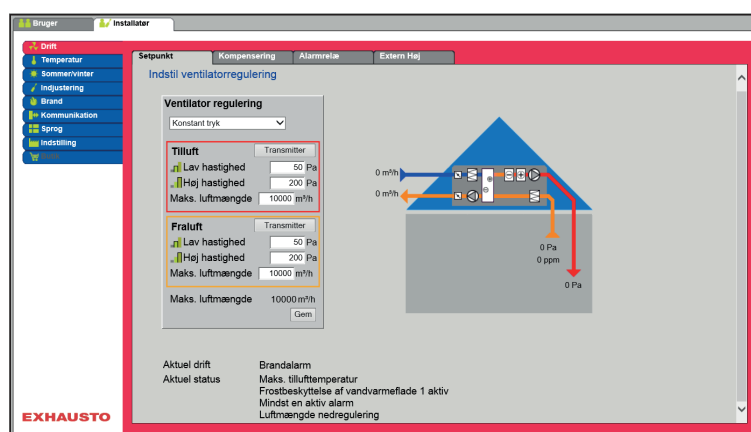 Bruger
Installatør
Drift
Temperatur
Sommer/vinter
Indjustering
Brand
Kommunikation
Sprog
Indstilling
Setpunkt
Kompensering
Alarmrelæ
Extern Høj
Indstil ventilatorregulering
Ventilator regulering
Konstant tryk
Tilluft Transmitter
Lav hastighed 50 Pa
Høj hastighed 200 Pa
Maks. luftmængde 10000 m³/h
Fraluft Transmitter
Lav hastighed 50 Pa
Høj hastighed 200 Pa
Maks. luftmængde 10000 m³/h
Maks. luftmængde 10000 m³/h
Gem
0 m³/h
0 m³/h
0 Pa
0 ppm
0 Pa
Aktuel drift Brandalarm
Aktuel status Maks. tillufttemperatur
Frostbeskyttelse af vandvarmeflade 1 aktiv
Mindst en aktiv alarm
Luftmængde nedregulering
EXHAUSTO